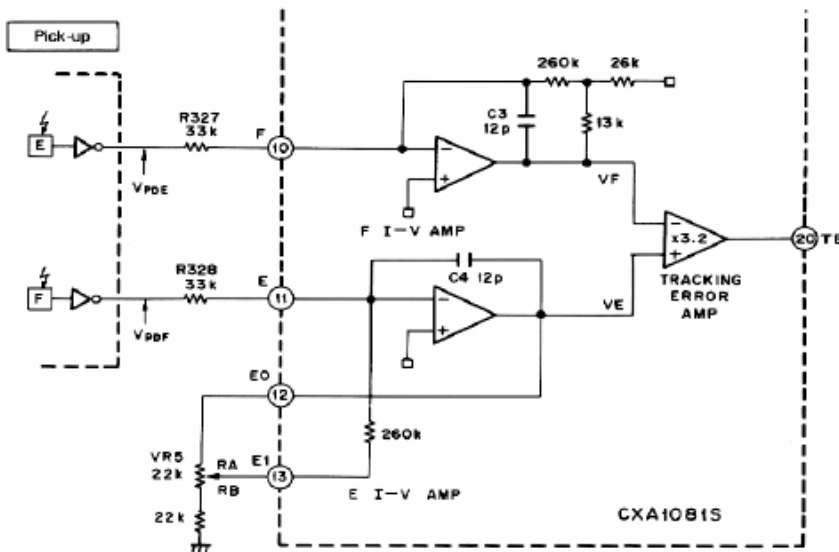 Pick-up
260k 26k
R327
33k
C3
12p
13k
E
F
10
VPDE
VF
F I-V AMP
x3.2
20 TE
R328
33k
C4 12p
TRACKING
ERROR
AMP
F
E
11
VPDF
VE
EO
12
260k
VR5
22k
RA
RB
E1
13
E I-V AMP
22k
CXA1081S